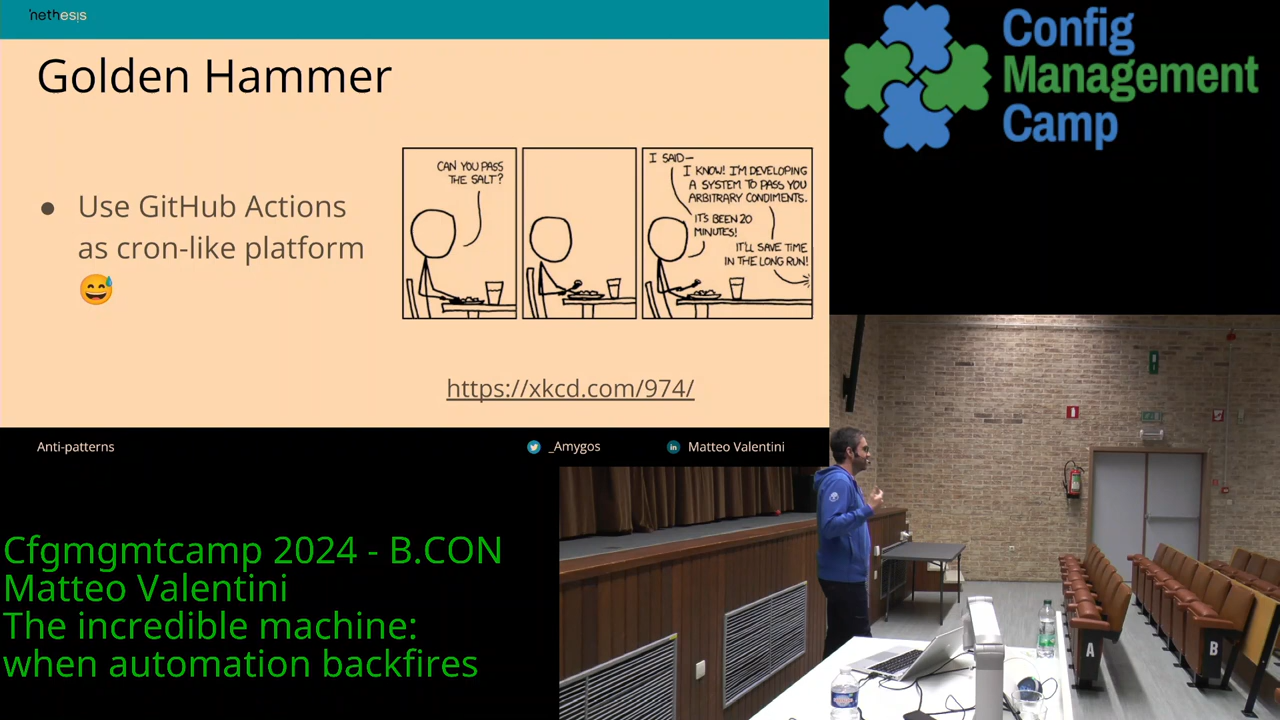 'nethesis
Golden Hammer
● Use GitHub Actions
as cron-like platform
😅
CAN YOU PASS
THE SALT?
I SAID—
I KNOW! I'M DEVELOPING
A SYSTEM TO PASS YOU
ARBITRARY CONDIMENTS.
IT'S BEEN 20
MINUTES!
IT'LL SAVE TIME
IN THE LONG RUN!
https://xkcd.com/974/
Anti-patterns
_Amygos
in
Matteo Valentini
Config
Management
Camp
Cfgmgmtcamp 2024 - B.CON
Matteo Valentini
The incredible machine:
when automation backfires
A
B